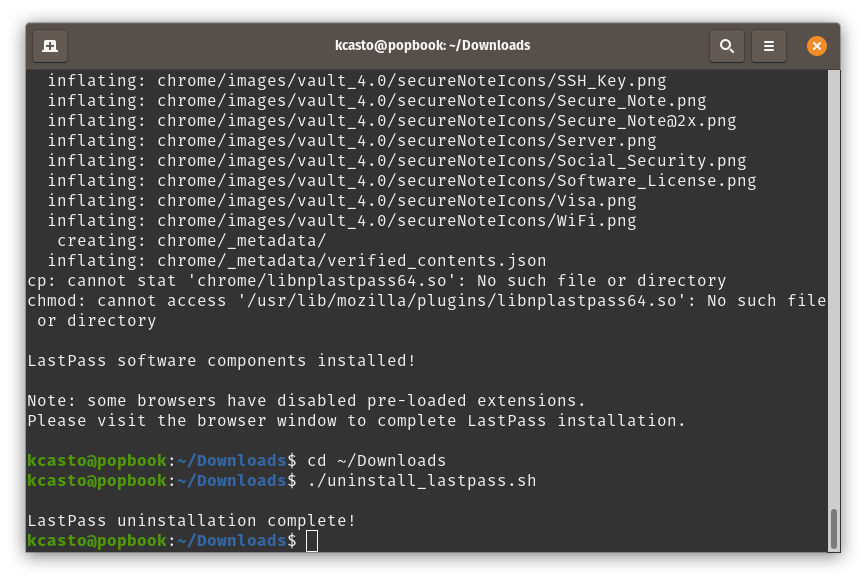 kcasto@popbook: ~/Downloads
inflating: chrome/images/vault_4.0/secureNoteIcons/SSH_Key.png
inflating: chrome/images/vault_4.0/secureNoteIcons/Secure_Note.png
inflating: chrome/images/vault_4.0/secureNoteIcons/Secure_Note@2x.png
inflating: chrome/images/vault_4.0/secureNoteIcons/Server.png
inflating: chrome/images/vault_4.0/secureNoteIcons/Social_Security.png
inflating: chrome/images/vault_4.0/secureNoteIcons/Software_License.png
inflating: chrome/images/vault_4.0/secureNoteIcons/Visa.png
inflating: chrome/images/vault_4.0/secureNoteIcons/WiFi.png
creating: chrome/_metadata/
inflating: chrome/_metadata/verified_contents.json
cp: cannot stat 'chrome/libnplastpass64.so': No such file or directory
chmod: cannot access '/usr/lib/mozilla/plugins/libnplastpass64.so': No such file
or directory
LastPass software components installed!
Note: some browsers have disabled pre-loaded extensions.
Please visit the browser window to complete LastPass installation.
kcasto@popbook:~/Downloads$ cd ~/Downloads
kcasto@popbook:~/Downloads$ ./uninstall_lastpass.sh
LastPass uninstallation complete!
kcasto@popbook:~/Downloads$